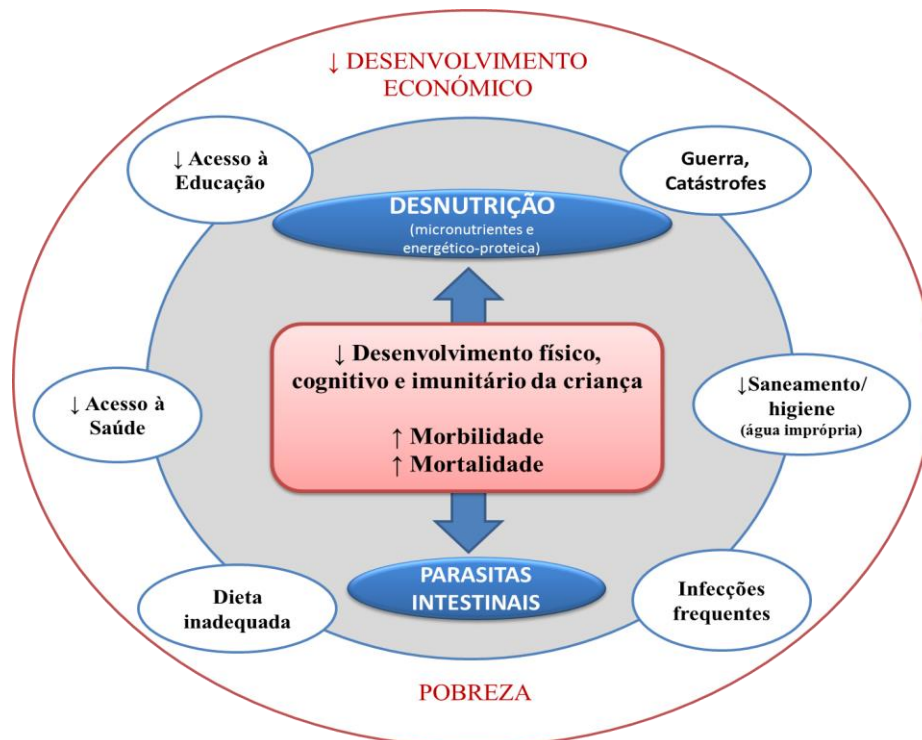 ↓ DESENVOLVIMENTO
ECONÓMICO
↓ Acesso à
Educação
Guerra,
Catástrofes
DESNUTRIÇÃO
(micronutrientes e
energético-proteica)
↓ Desenvolvimento físico,
cognitivo e imunitário da criança
↑ Morbilidade
↑ Mortalidade
↓ Acesso à
Saúde
↓Saneamento/
higiene
(água imprópria)
PARASITAS
INTESTINAIS
Dieta
inadequada
Infecções
frequentes
POBREZA